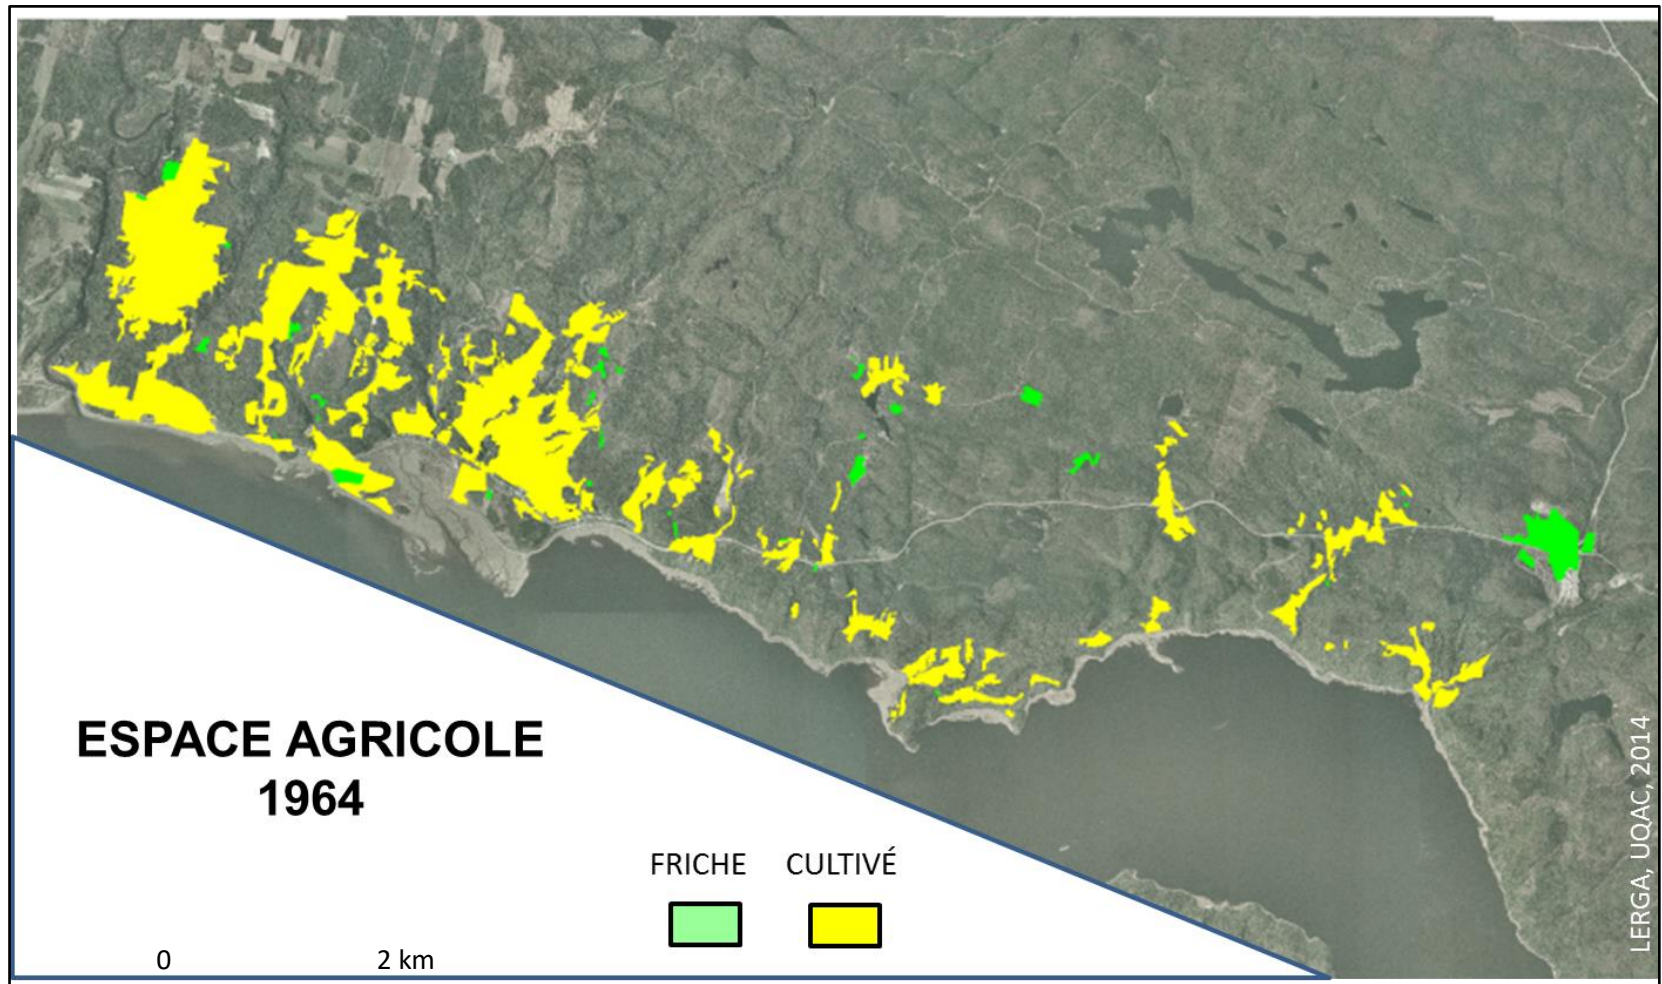 ESPACE AGRICOLE
1964
FRICHE CULTIVÉ
0 2 km
LERGA, UQAC, 2014